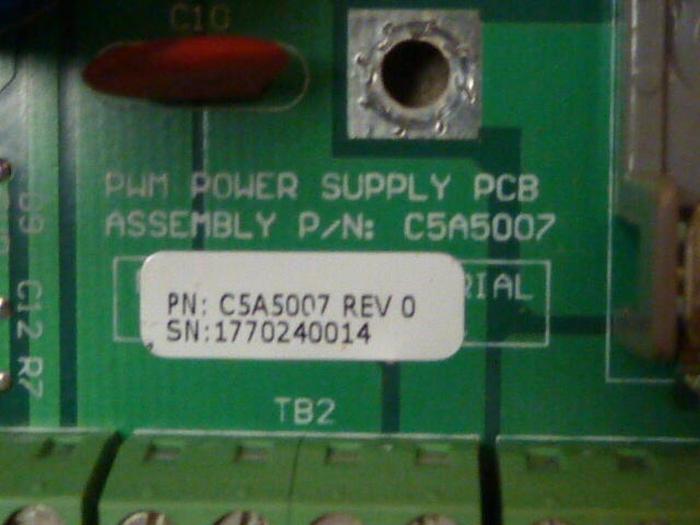 C10
PWM POWER SUPPLY PCB
ASSEMBLY P/N: C5A5007
RIAL
PN: C5A5007 REV 0
SN:1770240014
C12 R7
TB2